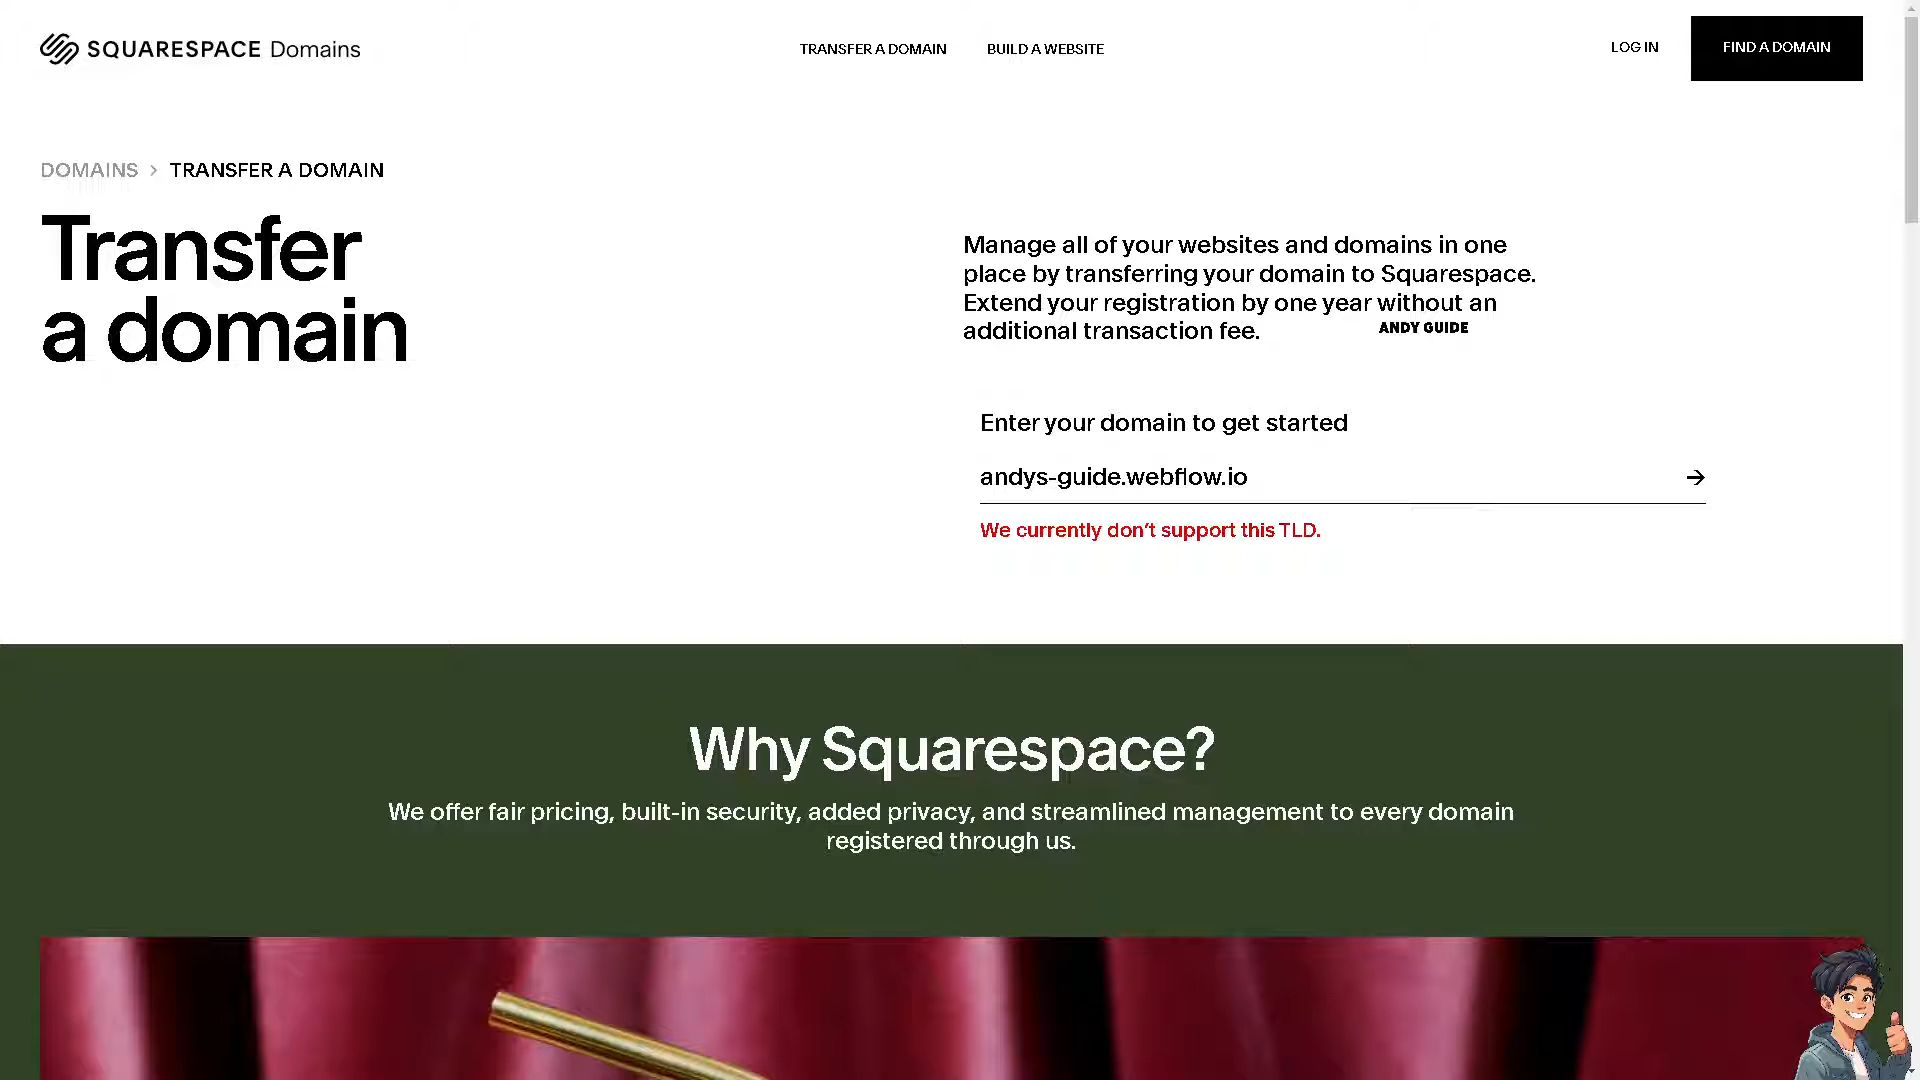 SQUARESPACE Domains
TRANSFER A DOMAIN
BUILD A WEBSITE
LOG IN
FIND A DOMAIN
DOMAINS > TRANSFER A DOMAIN
Transfer
a domain
Manage all of your websites and domains in one
place by transferring your domain to Squarespace.
Extend your registration by one year without an
additional transaction fee.
ANDY GUIDE
Enter your domain to get started
andys-guide.webflow.io
We currently don't support this TLD.
Why Squarespace?
We offer fair pricing, built-in security, added privacy, and streamlined management to every domain
registered through us.